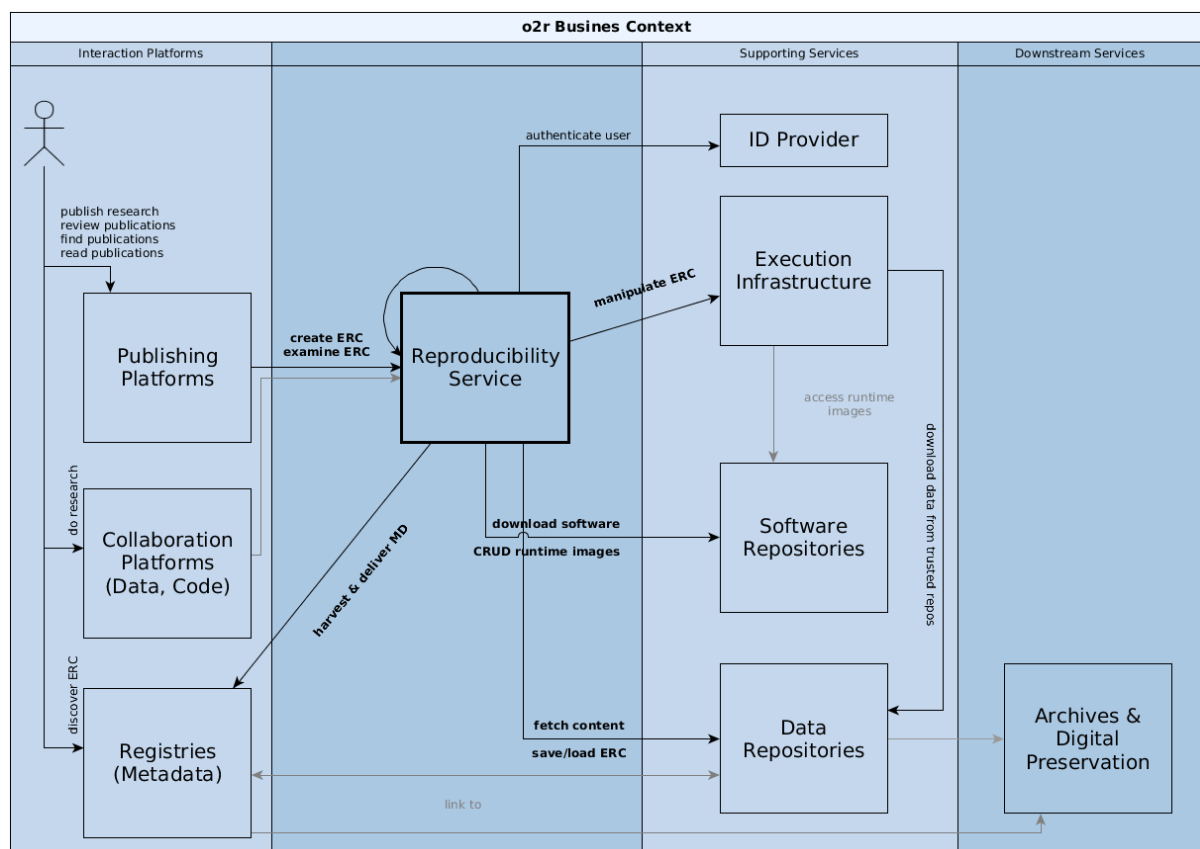 o2r Busines Context
Interaction Platforms
Supporting Services
Downstream Services
authenticate user
ID Provider
publish research
review publications
find publications
read publications
Execution
Infrastructure
manipulate ERC
Publishing
Platforms
create ERC
examine ERC
Reproducibility
Service
access runtime
images
download data from trusted repos
do research
Collaboration
Platforms
(Data, Code)
harvest & deliver MD
download software
CRUD runtime images
Software
Repositories
discover ERC
Registries
(Metadata)
fetch content
save/load ERC
Data
Repositories
Archives &
Digital
Preservation
link to